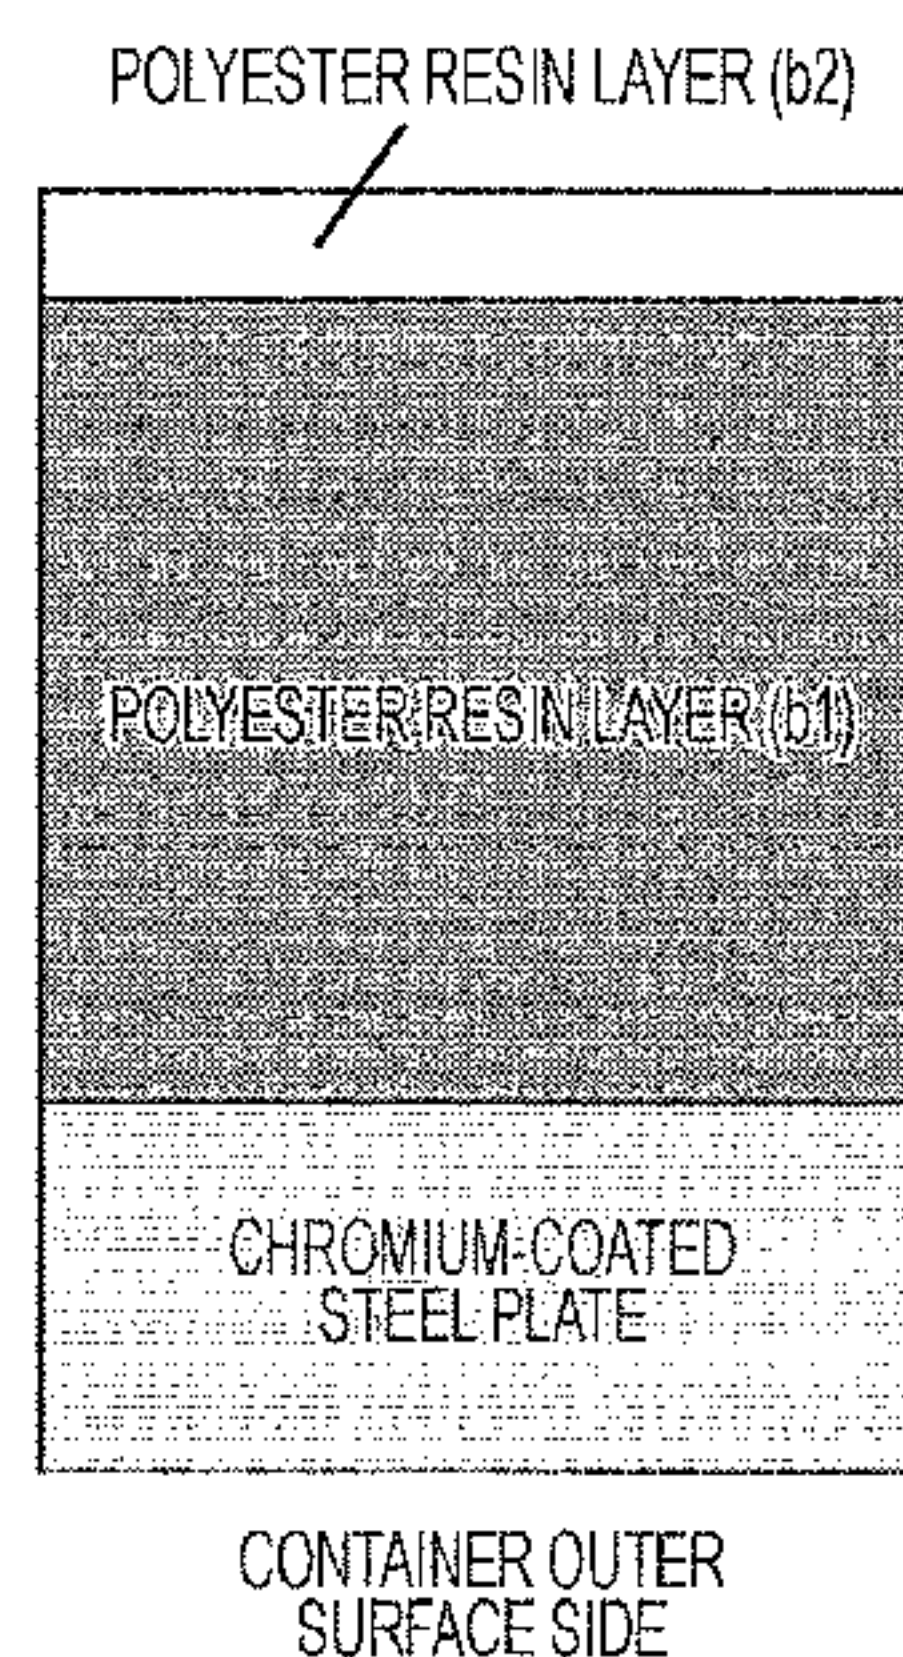 POLYESTER RESIN LAYER (b2)
POLYESTER RESIN LAYER (b1)
CHROMIUM-COATED
STEEL PLATE
CONTAINER OUTER
SURFACE SIDE